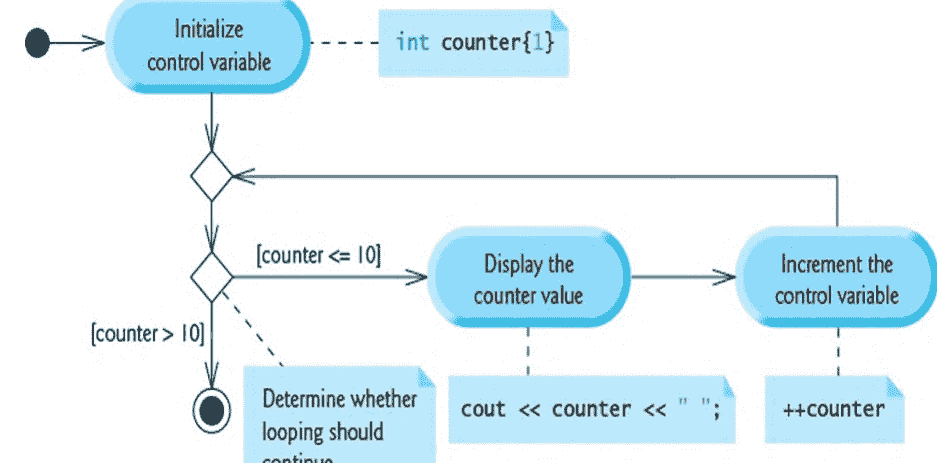 Initialize
control variable
int counter{1}
[counter <= 10]
Display the
counter value
Increment the
control variable
[counter > 10]
Determine whether
looping should
continue
cout << counter << " ";
++counter